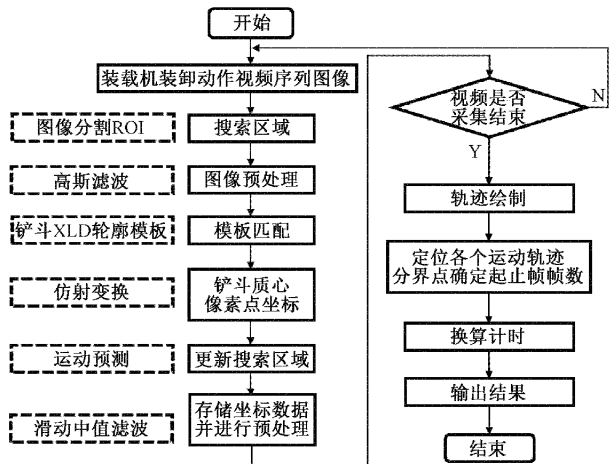 开始
装载机装卸动作视频序列图像
图像分割ROI
搜索区域
高斯滤波
图像预处理
铲斗XLD轮廓模板
模板匹配
仿射变换
铲斗质心
像素点坐标
运动预测
更新搜索区域
滑动中值滤波
存储坐标数据
并进行预处理
视频是否
采集结束
N
Y
轨迹绘制
定位各个运动轨迹
分界点确定起止帧帧数
换算计时
输出结果
结束